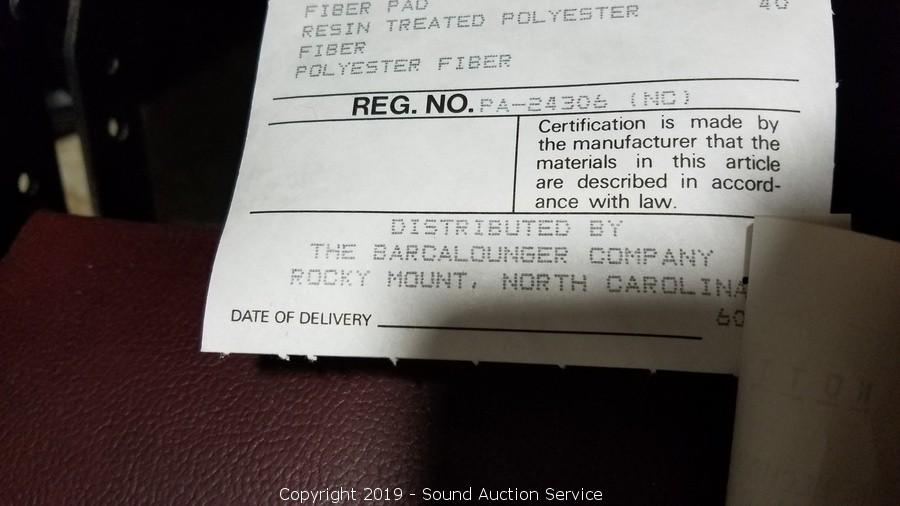 FIBER PAD 40
RESIN TREATED POLYESTER
FIBER
POLYESTER FIBER
REG. NO. PA-24306 (NC)
Certification is made by
the manufacturer that the
materials in this article
are described in accord-
ance with law.
DISTRIBUTED BY
THE BARCALOUNGER COMPANY
ROCKY MOUNT, NORTH CAROLINA
60
DATE OF DELIVERY
Copyright 2019 - Sound Auction Service